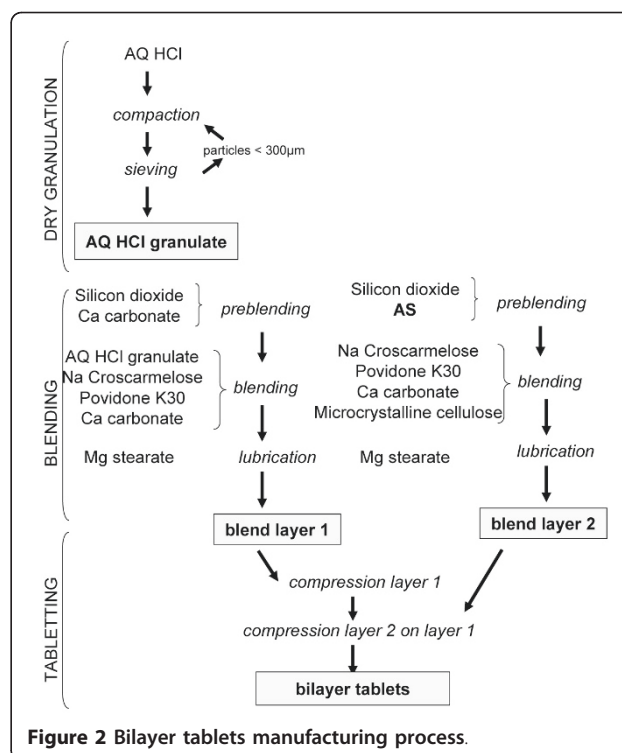 DRY GRANULATION
AQ HCl
compaction
particles < 300µm
sieving
AQ HCl granulate
BLENDING
Silicon dioxide
Ca carbonate
preblending
AQ HCl granulate
Na Croscarmelose
Povidone K30
Ca carbonate
blending
Mg stearate
lubrication
blend layer 1
Silicon dioxide
AS
preblending
Na Croscarmelose
Povidone K30
Ca carbonate
Microcrystalline cellulose
blending
Mg stearate
lubrication
blend layer 2
TABLETTING
compression layer 1
compression layer 2 on layer 1
bilayer tablets
Figure 2 Bilayer tablets manufacturing process.